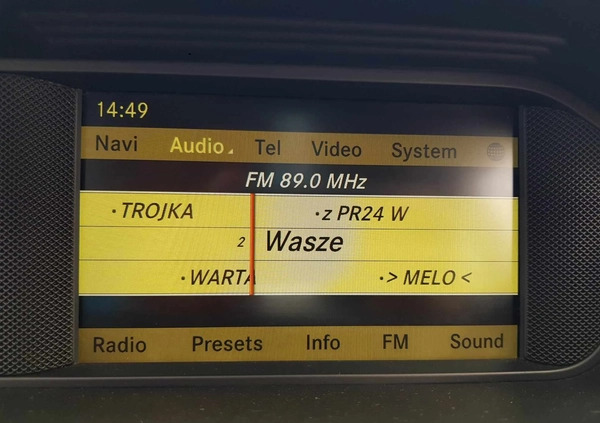 14:49
Navi Audio Tel Video System
FM 89.0 MHz
·TROJKA ·z PR24 W
2 Wasze
·WARTA ·> MELO <
Radio Presets Info FM Sound